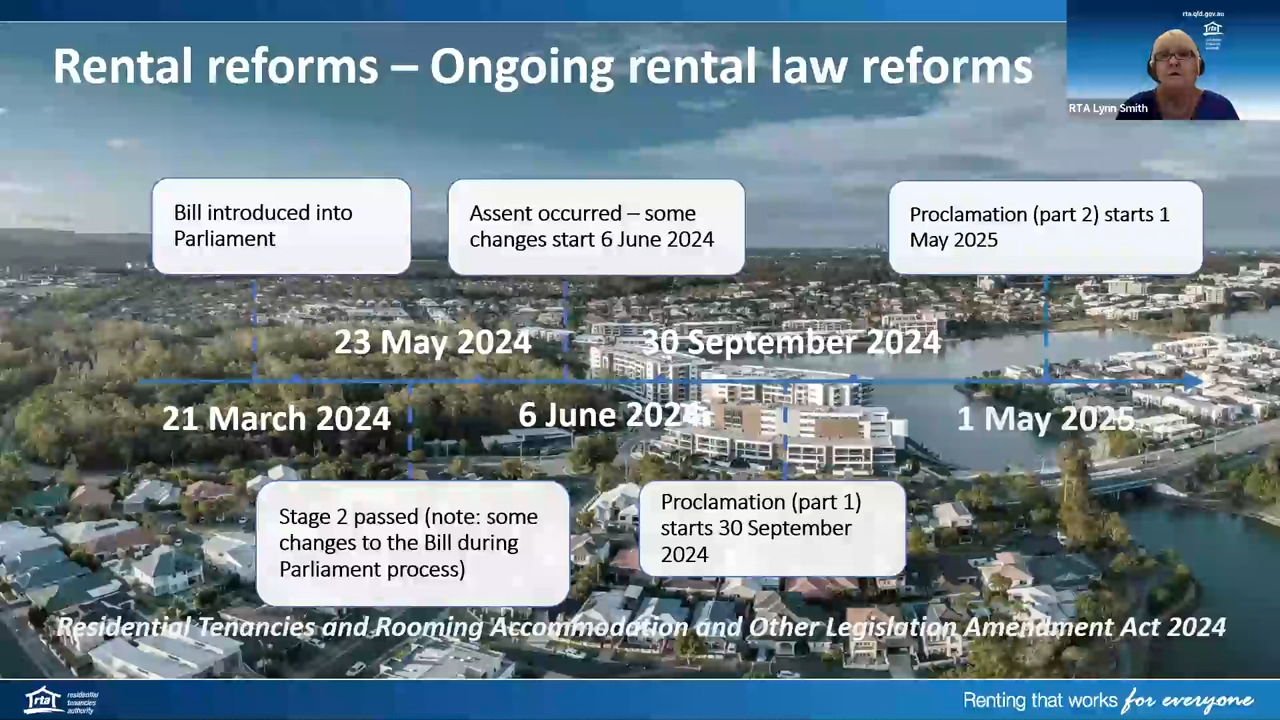 Rental reforms – Ongoing rental law reforms
rta.qld.gov.au
rta
RTA Lynn Smith
Bill introduced into
Parliament
Assent occurred – some
changes start 6 June 2024
Proclamation (part 2) starts 1
May 2025
23 May 2024
30 September 2024
21 March 2024
6 June 2024
1 May 2025
Stage 2 passed (note: some
changes to the Bill during
Parliament process)
Proclamation (part 1)
starts 30 September
2024
Residential Tenancies and Rooming Accommodation and Other Legislation Amendment Act 2024
rta
residential
tenancies
authority
Renting that works for everyone